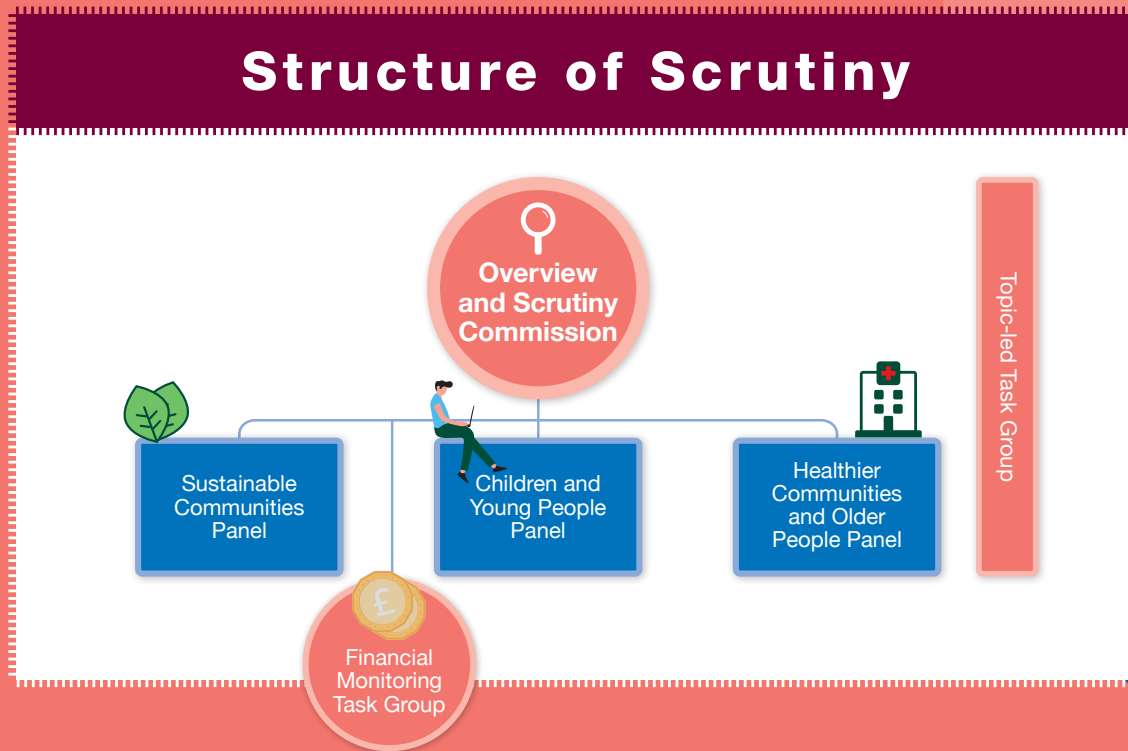 Structure of Scrutiny
Overview
and Scrutiny
Commission
Topic-led Task Group
Sustainable
Communities
Panel
Children and
Young People
Panel
Healthier
Communities
and Older
People Panel
£
Financial
Monitoring
Task Group